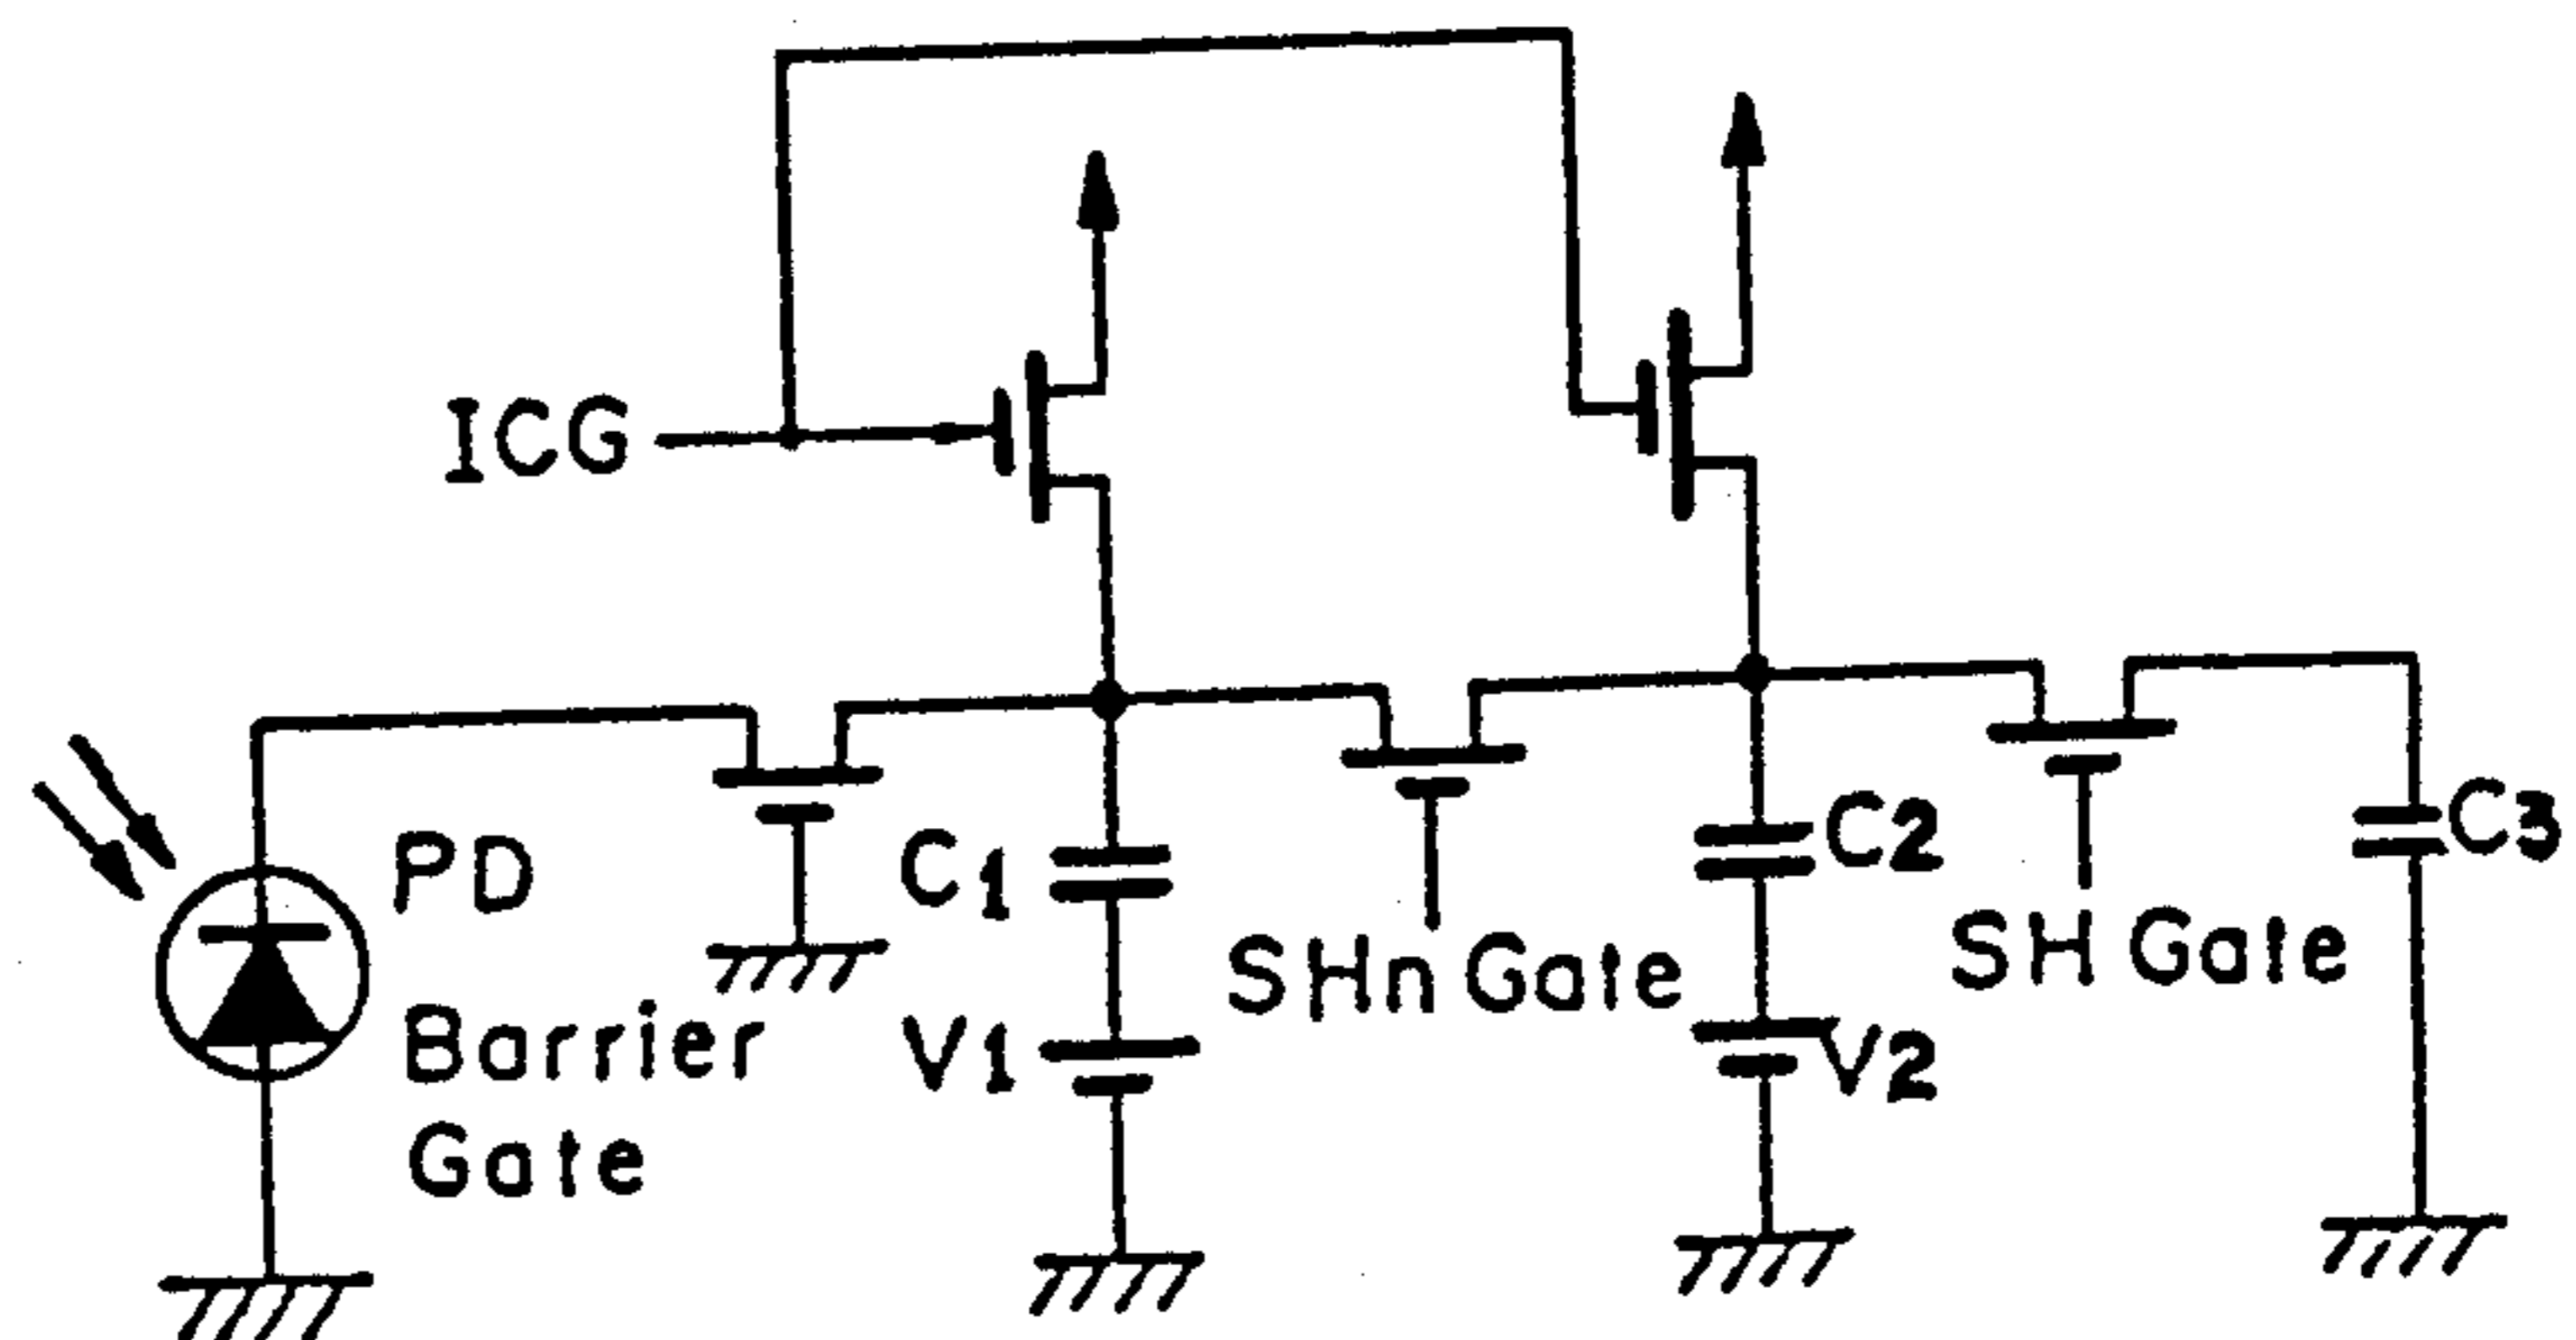 ICG
PD
Barrier
Gate
C1
V1
SHn Gate
C2
V2
SH Gate
C3